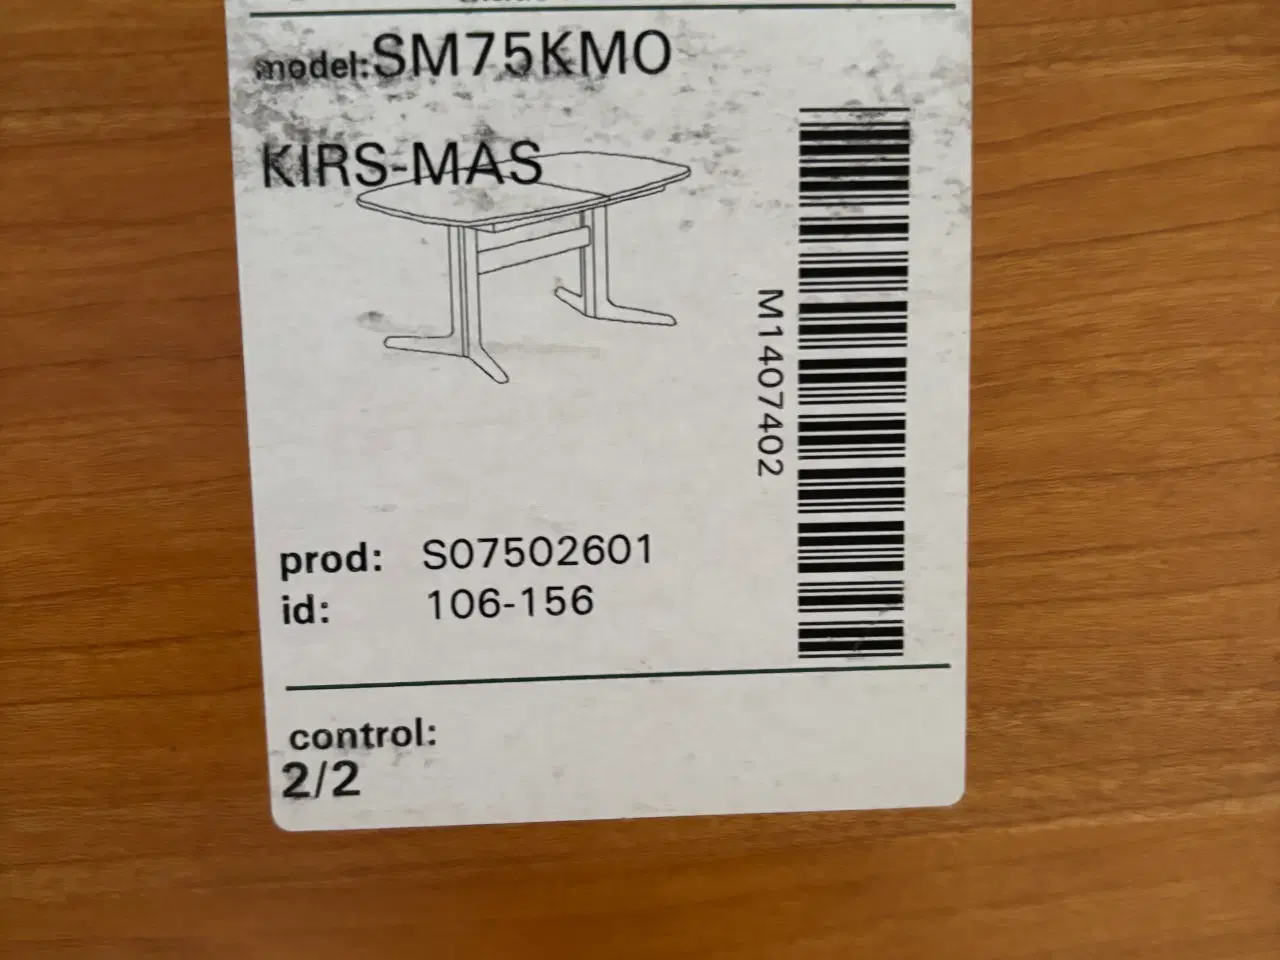 model:SM75KMO
KIRS-MAS
M1407402
prod: S07502601
id: 106-156
control:
2/2